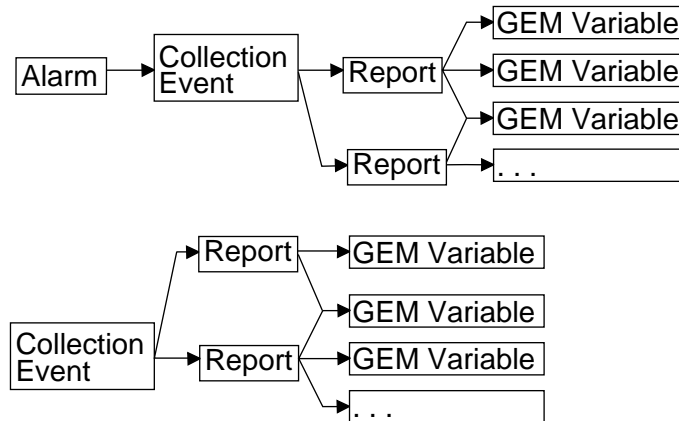 GEM Variable
Collection
Event
Alarm
Report
GEM Variable
GEM Variable
Report
. . .
Report
GEM Variable
GEM Variable
Collection
Event
Report
GEM Variable
. . .